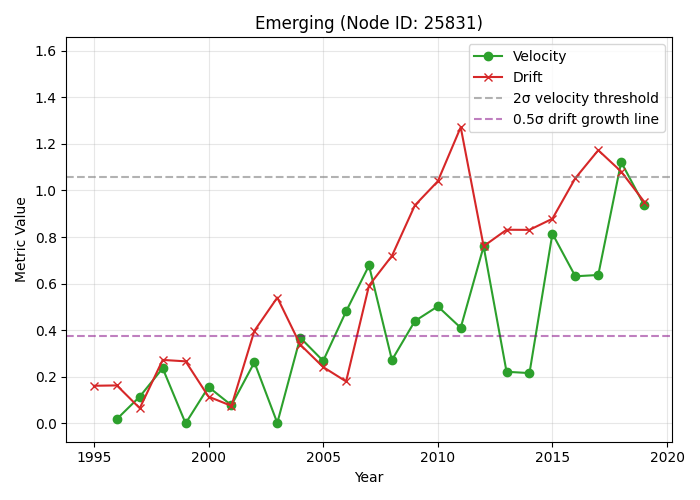 Emerging (Node ID: 25831)
Velocity
Drift
2σ velocity threshold
0.5σ drift growth line
Metric Value
1.6
1.4
1.2
1.0
0.8
0.6
0.4
0.2
0.0
1995 2000 2005 2010 2015 2020
Year